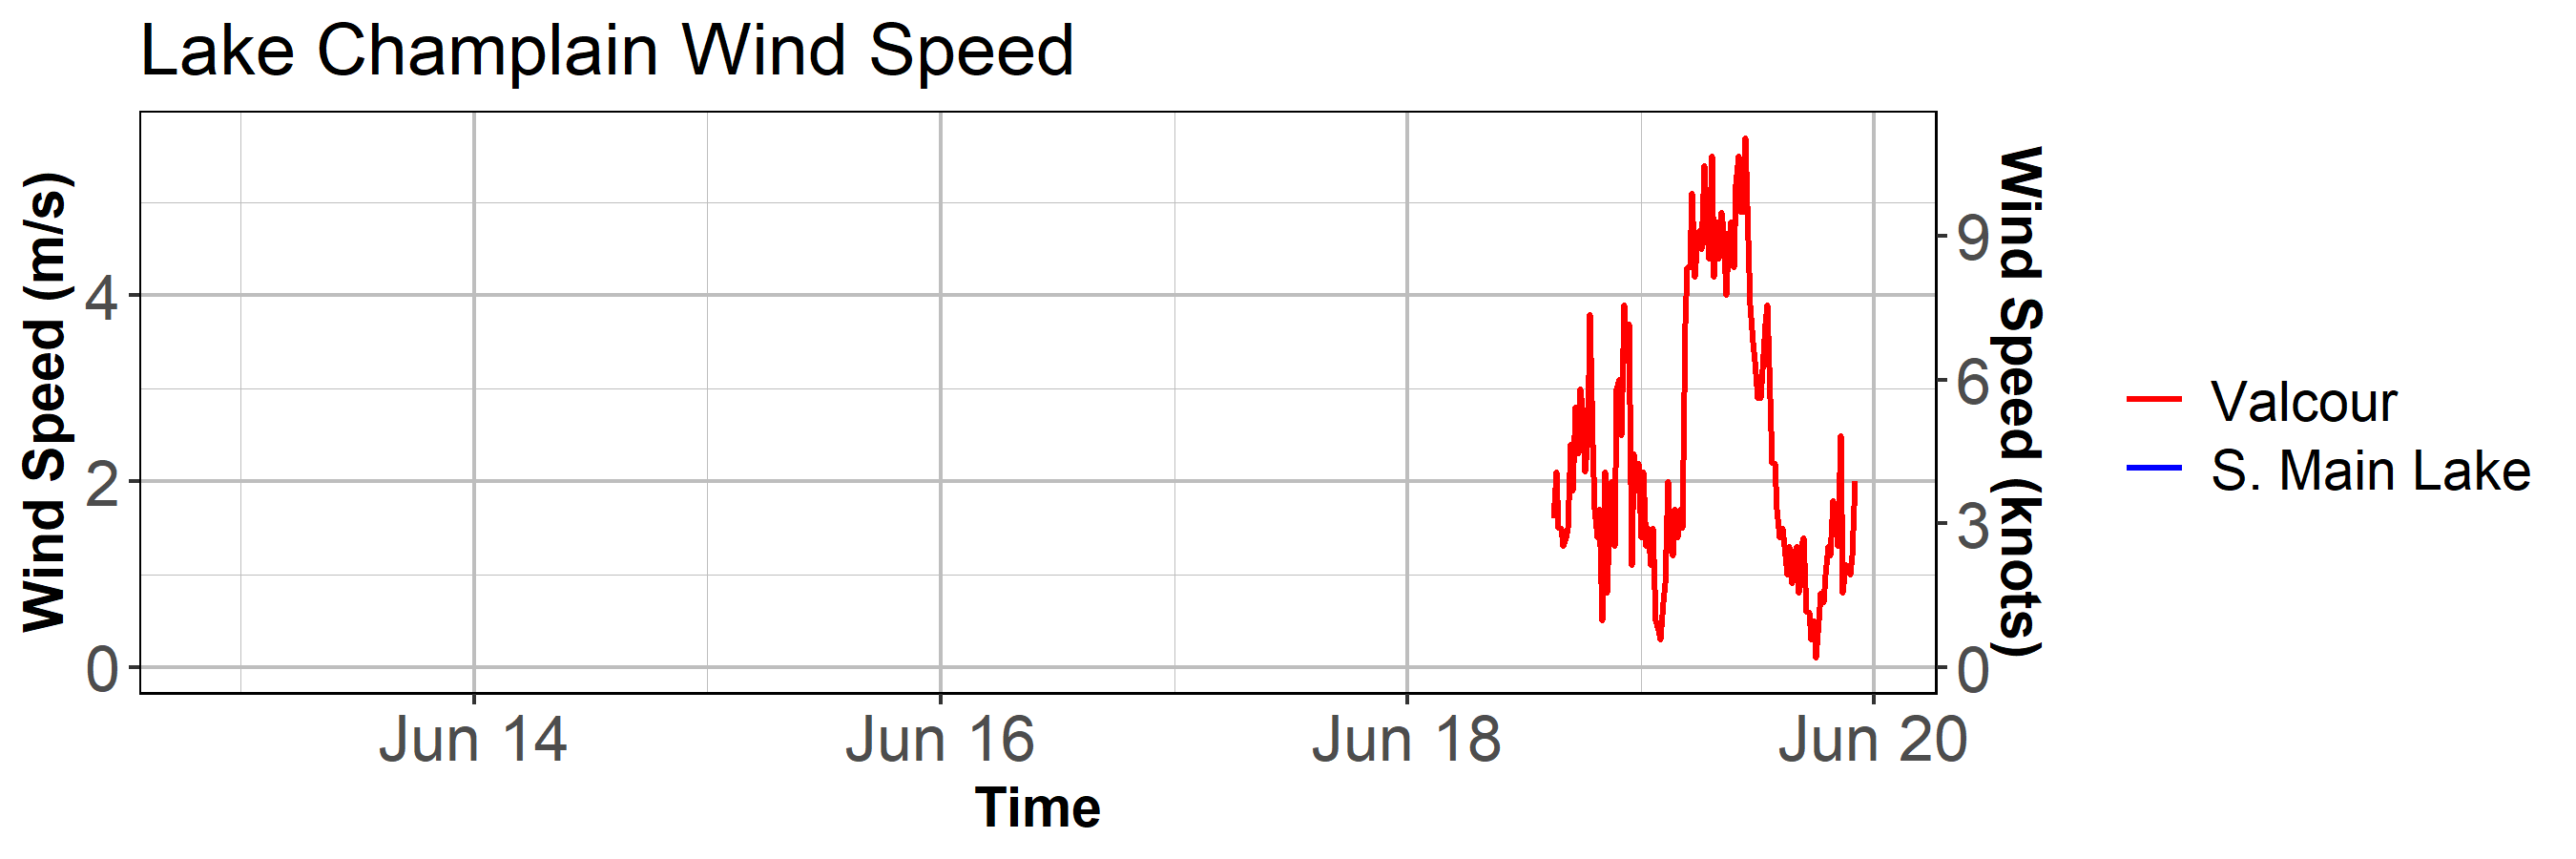 Lake Champlain Wind Speed
Wind Speed (m/s)
4
2
0
9
6
3
0
Wind Speed (knots)
Jun 14 Jun 16 Jun 18 Jun 20
Time
Valcour
S. Main Lake